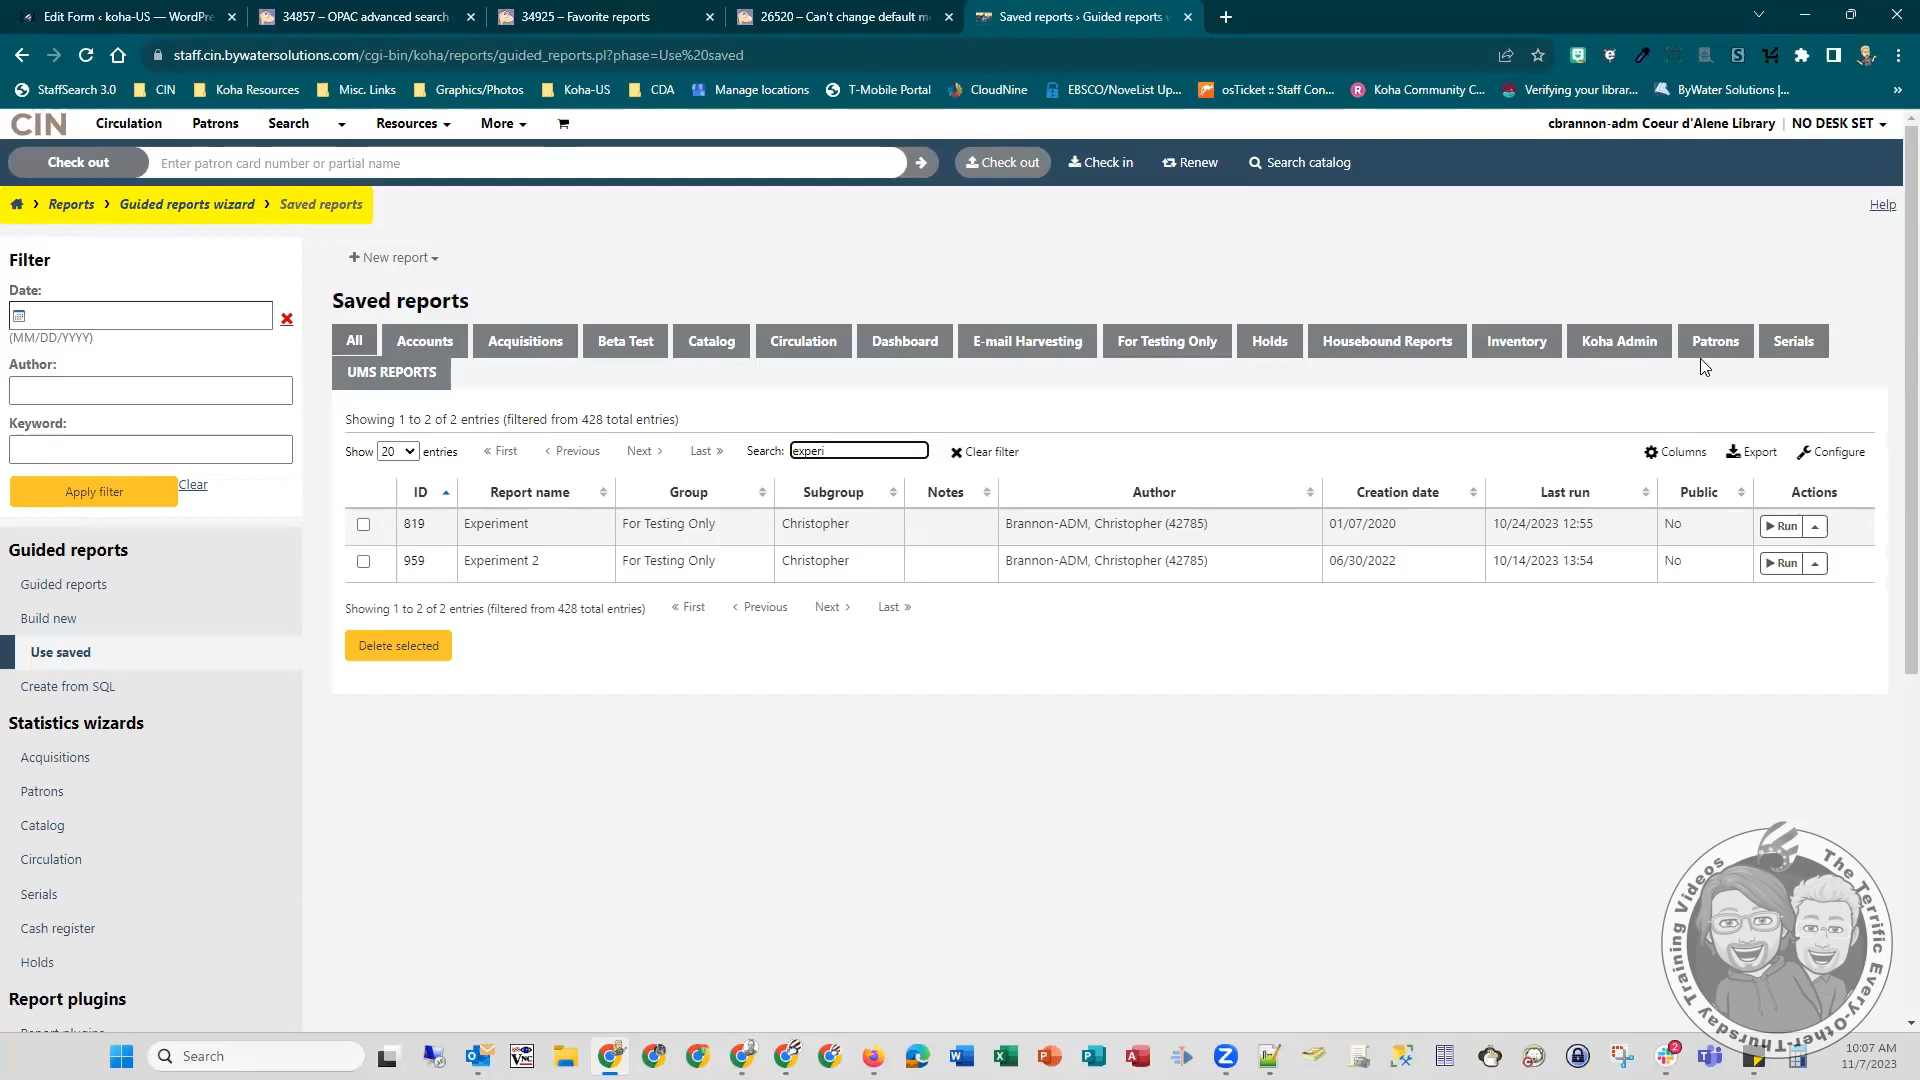 Edit Form ‹ koha-US — WordPre
34857 – OPAC advanced search
34925 – Favorite reports
26520 – Can't change default m
Saved reports › Guided reports w
staff.cin.bywatersolutions.com/cgi-bin/koha/reports/guided_reports.pl?phase=Use%20saved
StaffSearch 3.0
CIN
Koha Resources
Misc. Links
Graphics/Photos
Koha-US
CDA
Manage locations
T-Mobile Portal
CloudNine
EBSCO/NoveList Up...
osTicket :: Staff Con...
Koha Community C...
Verifying your librar...
ByWater Solutions |...
CIN
Circulation
Patrons
Search
Resources
More
cbrannon-adm Coeur d'Alene Library | NO DESK SET
Check out
Enter patron card number or partial name
Check out
Check in
Renew
Search catalog
Reports
Guided reports wizard
Saved reports
Help
Filter
Date:
(MM/DD/YYYY)
Author:
Keyword:
Apply filter
Clear
Guided reports
Guided reports
Build new
Use saved
Create from SQL
Statistics wizards
Acquisitions
Patrons
Catalog
Circulation
Serials
Cash register
Holds
Report plugins
+ New report
Saved reports
All
Accounts
Acquisitions
Beta Test
Catalog
Circulation
Dashboard
E-mail Harvesting
For Testing Only
Holds
Housebound Reports
Inventory
Koha Admin
Patrons
Serials
UMS REPORTS
Showing 1 to 2 of 2 entries (filtered from 428 total entries)
Show 20 entries
« First
‹ Previous
Next ›
Last »
Search: experi
Clear filter
Columns
Export
Configure
ID Report name Group Subgroup Notes Author Creation date Last run Public Actions
819 Experiment For Testing Only Christopher Brannon-ADM, Christopher (42785) 01/07/2020 10/24/2023 12:55 No Run
959 Experiment 2 For Testing Only Christopher Brannon-ADM, Christopher (42785) 06/30/2022 10/14/2023 13:54 No Run
Showing 1 to 2 of 2 entries (filtered from 428 total entries)
« First
‹ Previous
Next ›
Last »
Delete selected
The Terrific Every-Other-Thursday Training Videos
Search
2
10:07 AM
11/7/2023